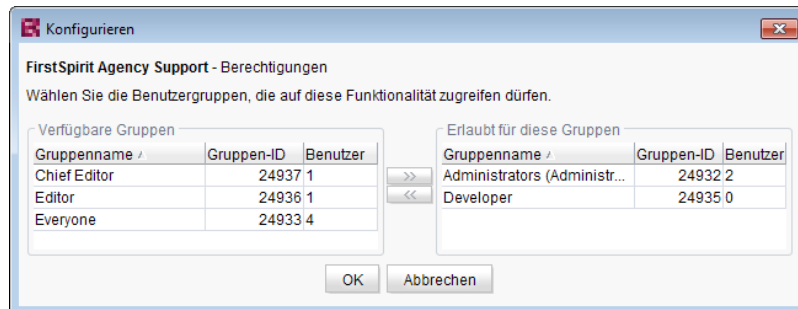 Konfigurieren
FirstSpirit Agency Support - Berechtigungen
Wählen Sie die Benutzergruppen, die auf diese Funktionalität zugreifen dürfen.
Verfügbare Gruppen
Gruppenname Gruppen-ID Benutzer
Chief Editor 24937 1
Editor 24936 1
Everyone 24933 4
>>
<<
Erlaubt für diese Gruppen
Gruppenname Gruppen-ID Benutzer
Administrators (Administr... 24932 2
Developer 24935 0
OK Abbrechen